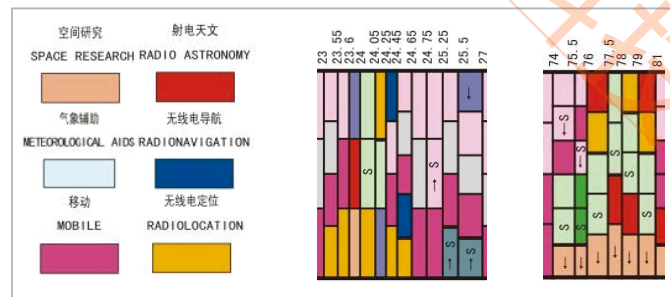 空间研究 射电天文
SPACE RESEARCH RADIO ASTRONOMY
气象辅助 无线电导航
METEOROLOGICAL AIDS RADIONAVIGATION
移动 无线电定位
MOBILE RADIOLOCATION
23
23.55
23.6
24
24.05
24.25
24.45
24.65
24.75
25.25
25.5
27
S
→ S
→ S
←
→ S
74
75.5
76
77.5
78
79
81
← S
← S
S
S
S
S
S
S
S
←
←
←
←
←
←
←